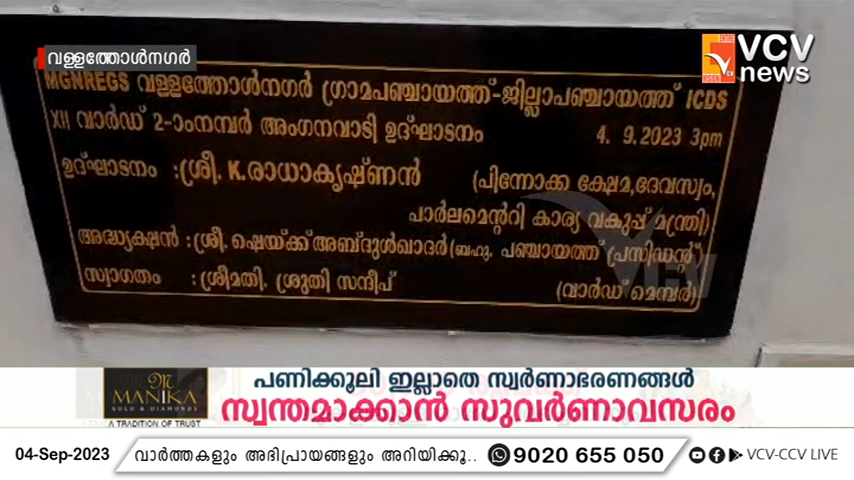 വള്ളത്തോൾനഗർ
ENTE
VISION
VCV
news
MGNREGS വള്ളത്തോൾനഗർ ഗ്രാമപഞ്ചായത്ത്-ജില്ലാപഞ്ചായത്ത് ICDS
XII വാർഡ് 2-ാംനമ്പർ അംഗനവാടി ഉദ്ഘാടനം 4. 9.2023 3pm
ഉദ്ഘാടനം :ശ്രീ. K.രാധാകൃഷ്ണൻ (പിന്നോക്ക ക്ഷേമ,ദേവസ്വം,
പാർലമെൻററി കാര്യ വകുപ്പ് മന്ത്രി)
അദ്ധ്യക്ഷൻ :ശ്രീ. ഷെയ്ക്ക് അബ്ദുൾഖാദർ(ബഹു. പഞ്ചായത്ത് പ്രസിഡന്റ്)
സ്വാഗതം :ശ്രീമതി. ശ്രുതി സന്ദീപ് (വാർഡ് മെമ്പർ)
VCV
MANIKA
GOLD & DIAMONDS
A TRADITION OF TRUST
പണിക്കൂലി ഇല്ലാതെ സ്വർണാഭരണങ്ങൾ
സ്വന്തമാക്കാൻ സുവർണാവസരം
04-Sep-2023 വാർത്തകളും അഭിപ്രായങ്ങളും അറിയിക്കൂ.. 9020 655 050 VCV-CCV LIVE